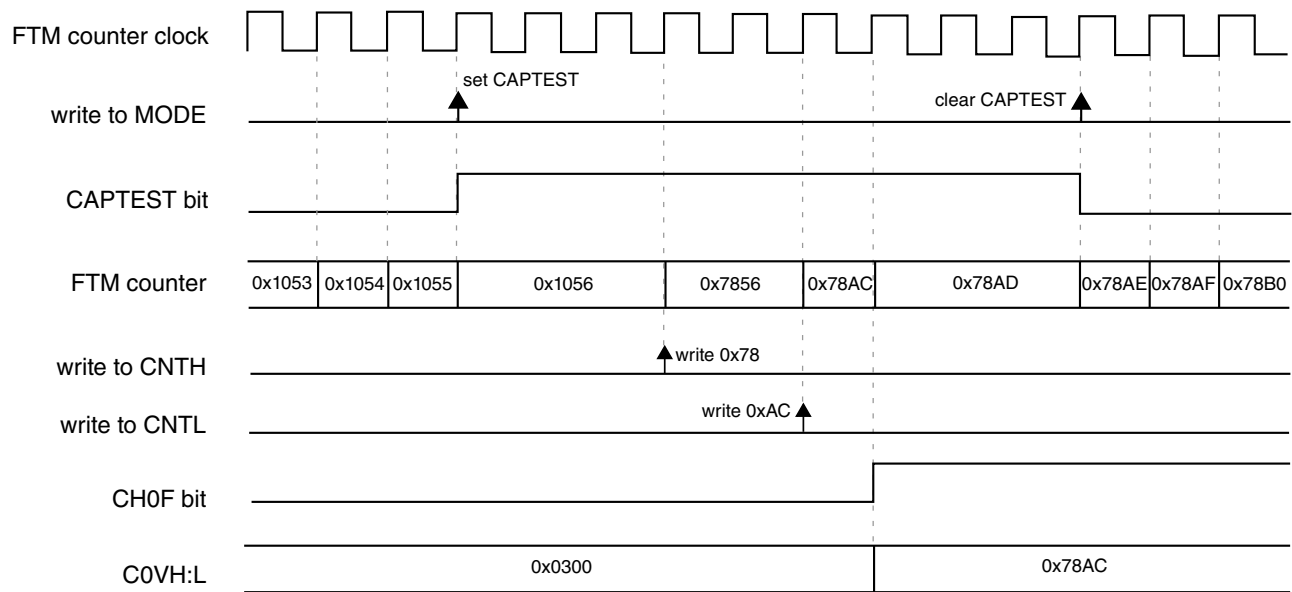 FTM counter clock
set CAPTEST
write to MODE
clear CAPTEST
CAPTEST bit
FTM counter
0x1053 0x1054 0x1055 0x1056 0x7856 0x78AC 0x78AD 0x78AE 0x78AF 0x78B0
write to CNTH
write 0x78
write to CNTL
write 0xAC
CH0F bit
C0VH:L
0x0300 0x78AC